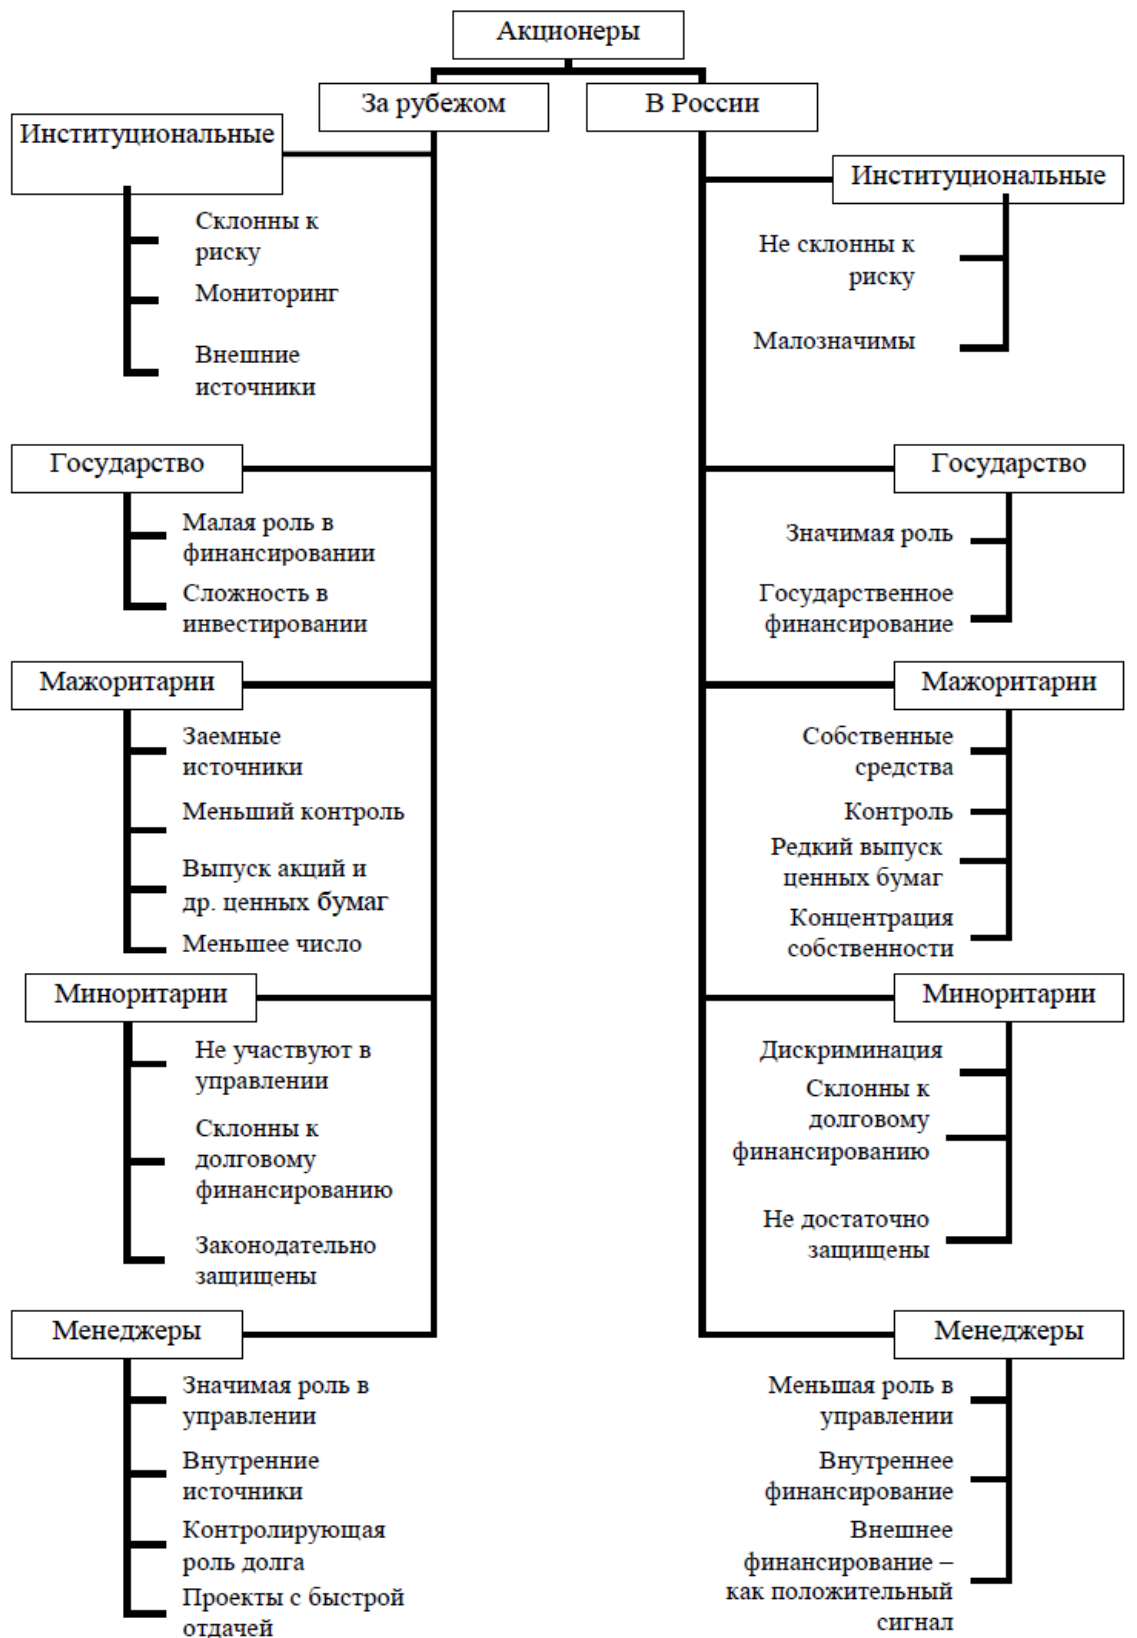 Акционеры
За рубежом
В России
Институциональные
Склонны к
риску
Мониторинг
Внешние
источники
Государство
Малая роль в
финансировании
Сложность в
инвестировании
Мажоритарии
Заемные
источники
Меньший контроль
Выпуск акций и
др. ценных бумаг
Меньшее число
Миноритарии
Не участвуют в
управлении
Склонны к
долговому
финансированию
Законодательно
защищены
Менеджеры
Значимая роль в
управлении
Внутренние
источники
Контролирующая
роль долга
Проекты с быстрой
отдачей
Институциональные
Не склонны к
риску
Малозначимы
Государство
Значимая роль
Государственное
финансирование
Мажоритарии
Собственные
средства
Контроль
Редкий выпуск
ценных бумаг
Концентрация
собственности
Миноритарии
Дискриминация
Склонны к
долговому
финансированию
Не достаточно
защищены
Менеджеры
Меньшая роль в
управлении
Внутреннее
финансирование
Внешнее
финансирование –
как положительный
сигнал